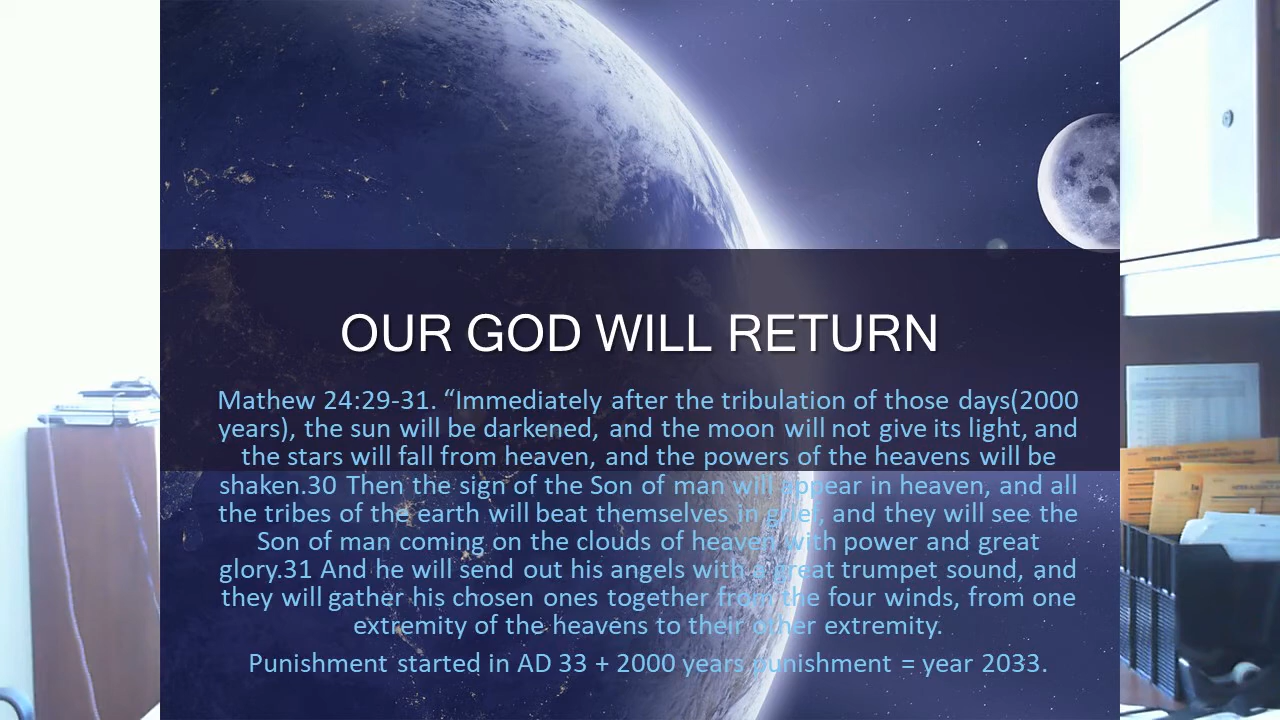 OUR GOD WILL RETURN
Mathew 24:29-31. “Immediately after the tribulation of those days(2000
years), the sun will be darkened, and the moon will not give its light, and
the stars will fall from heaven, and the powers of the heavens will be
shaken.30 Then the sign of the Son of man will appear in heaven, and all
the tribes of the earth will beat themselves in grief, and they will see the
Son of man coming on the clouds of heaven with power and great
glory.31 And he will send out his angels with a great trumpet sound, and
they will gather his chosen ones together from the four winds, from one
extremity of the heavens to their other extremity.
Punishment started in AD 33 + 2000 years punishment = year 2033.